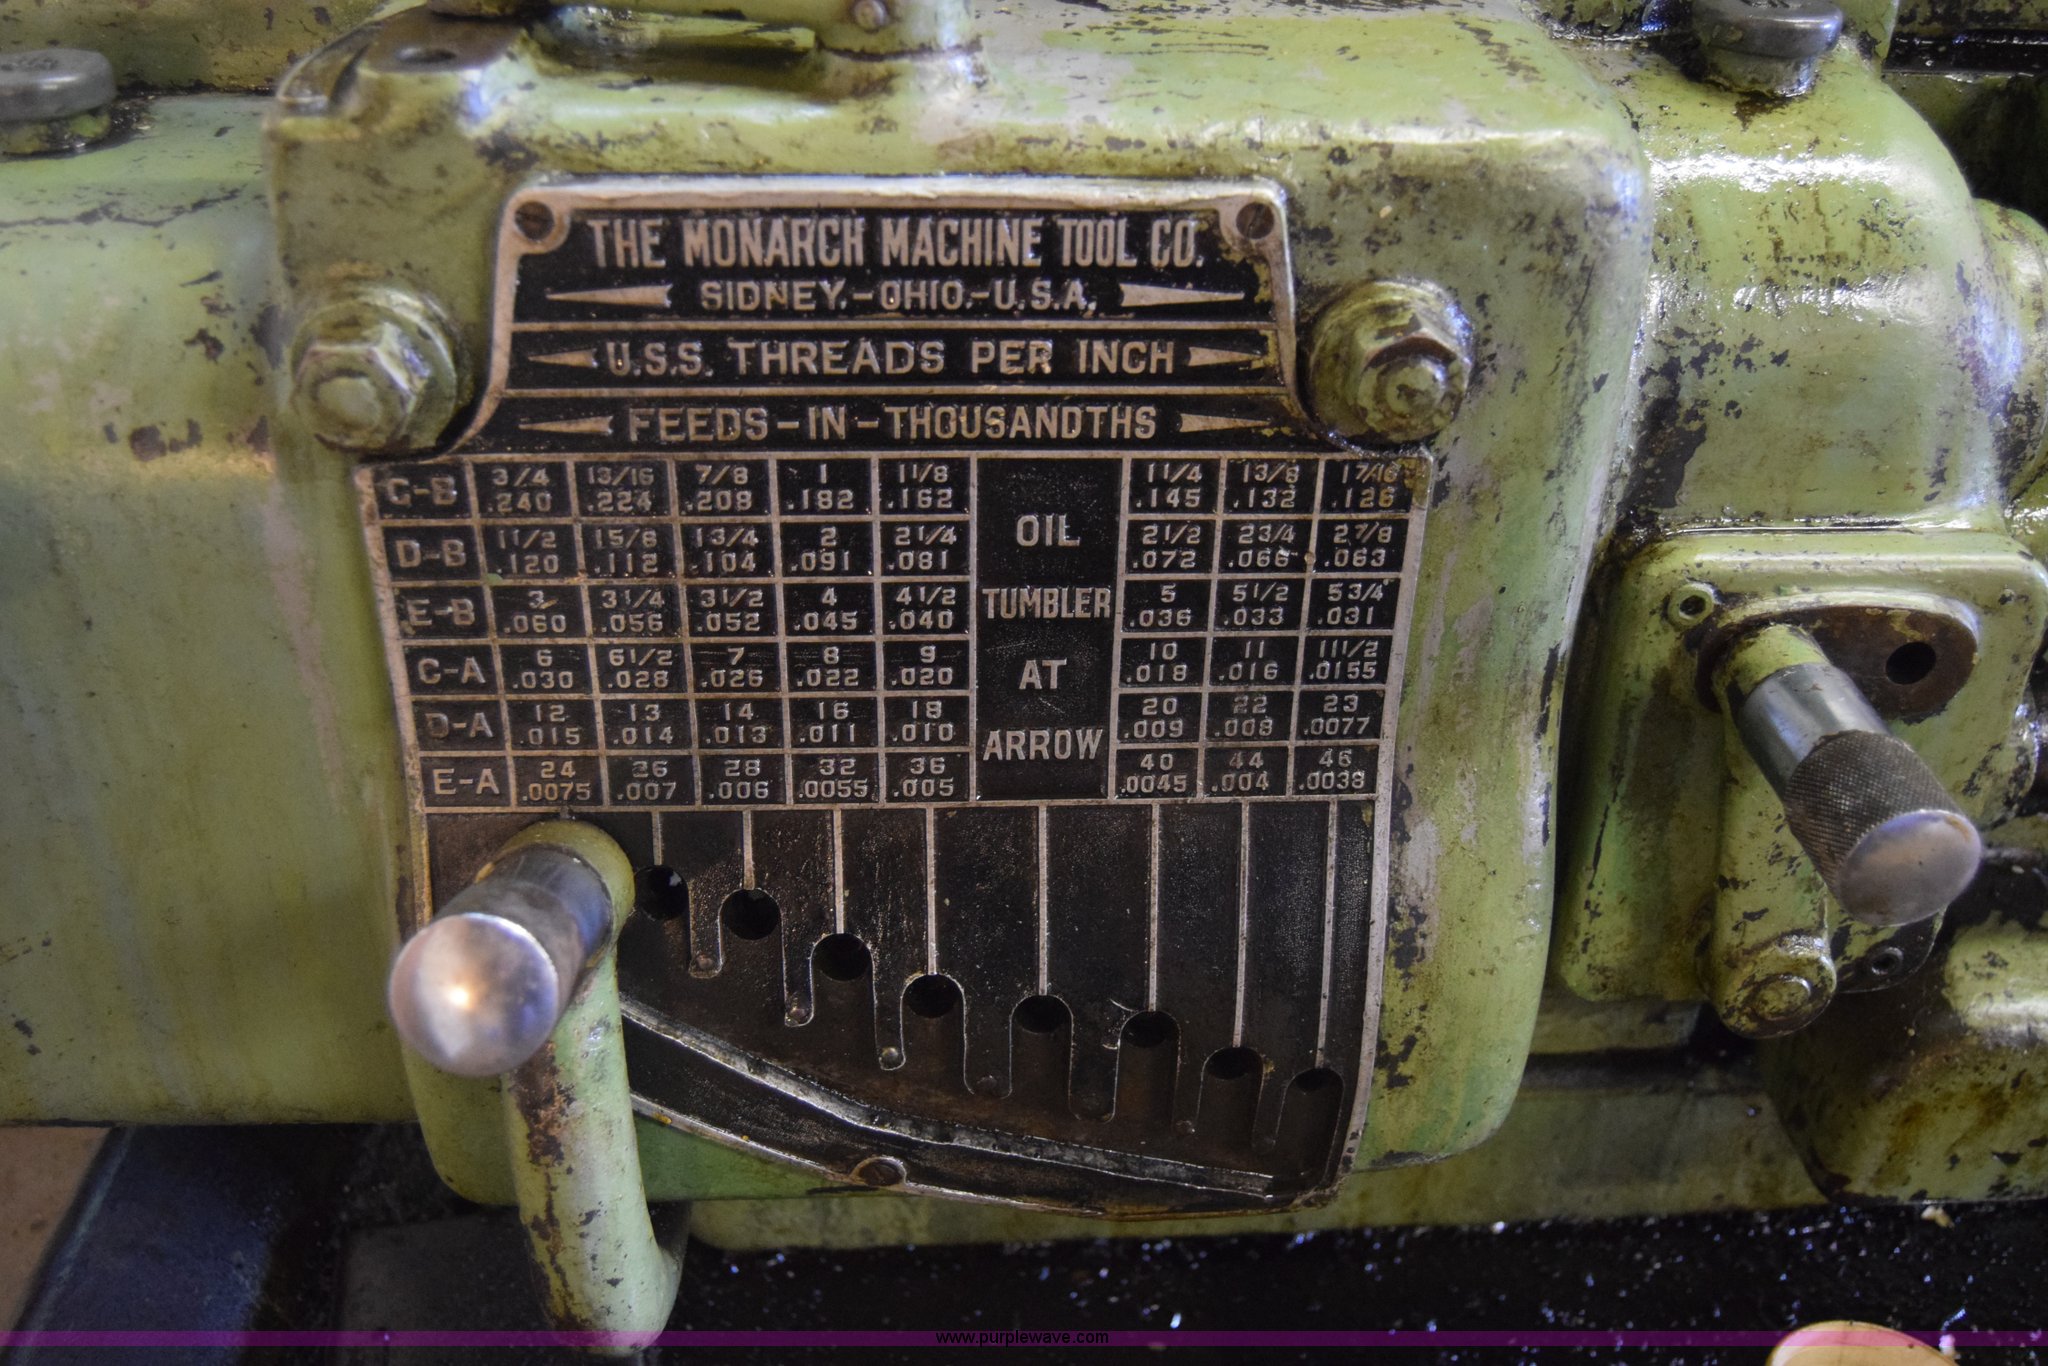 THE MONARCH MACHINE TOOL CO.
SIDNEY.-OHIO.-U.S.A.
U.S.S. THREADS PER INCH
FEEDS-IN-THOUSANDTHS
C-B 3/4 13/16 7/8 1 11/8 11/4 13/8 17/16
.240 .224 .208 .182 .162 .145 .132 .126
D-B 11/2 15/8 13/4 2 21/4 21/2 23/4 27/8
.120 .112 .104 .091 .081 .072 .066 .063
E-B 3 31/4 31/2 4 41/2 5 51/2 53/4
.060 .056 .052 .045 .040 .036 .033 .031
C-A 6 61/2 7 8 9 10 11 111/2
.030 .028 .026 .022 .020 .018 .016 .0155
D-A 12 13 14 16 18 20 22 23
.015 .014 .013 .011 .010 .009 .008 .0077
E-A 24 26 28 32 36 40 44 46
.0075 .007 .006 .0055 .005 .0045 .004 .0038
OIL
TUMBLER
AT
ARROW
www.purplewave.com